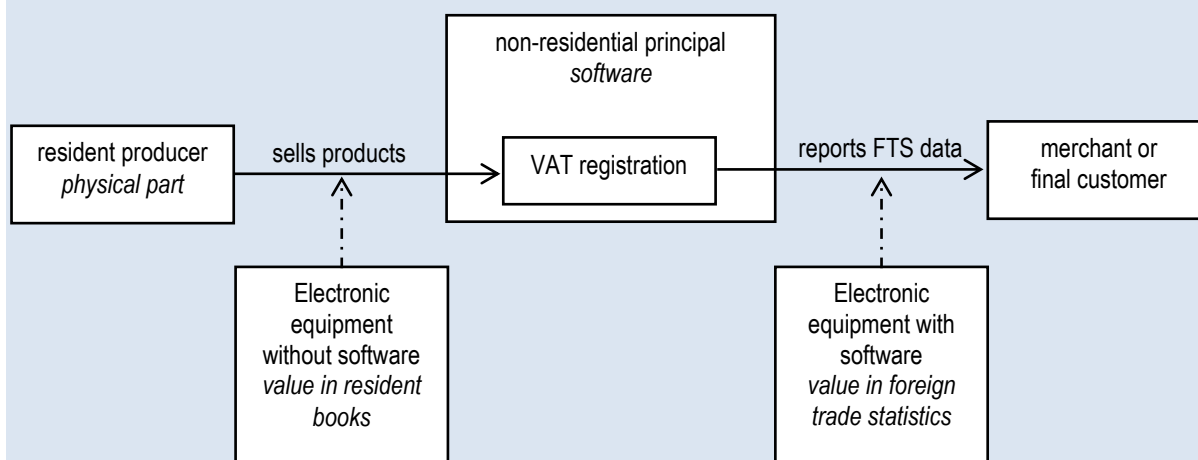 non-residential principal
software
resident producer
physical part
sells products
VAT registration
reports FTS data
merchant or
final customer
Electronic
equipment
without software
value in resident
books
Electronic
equipment with
software
value in foreign
trade statistics